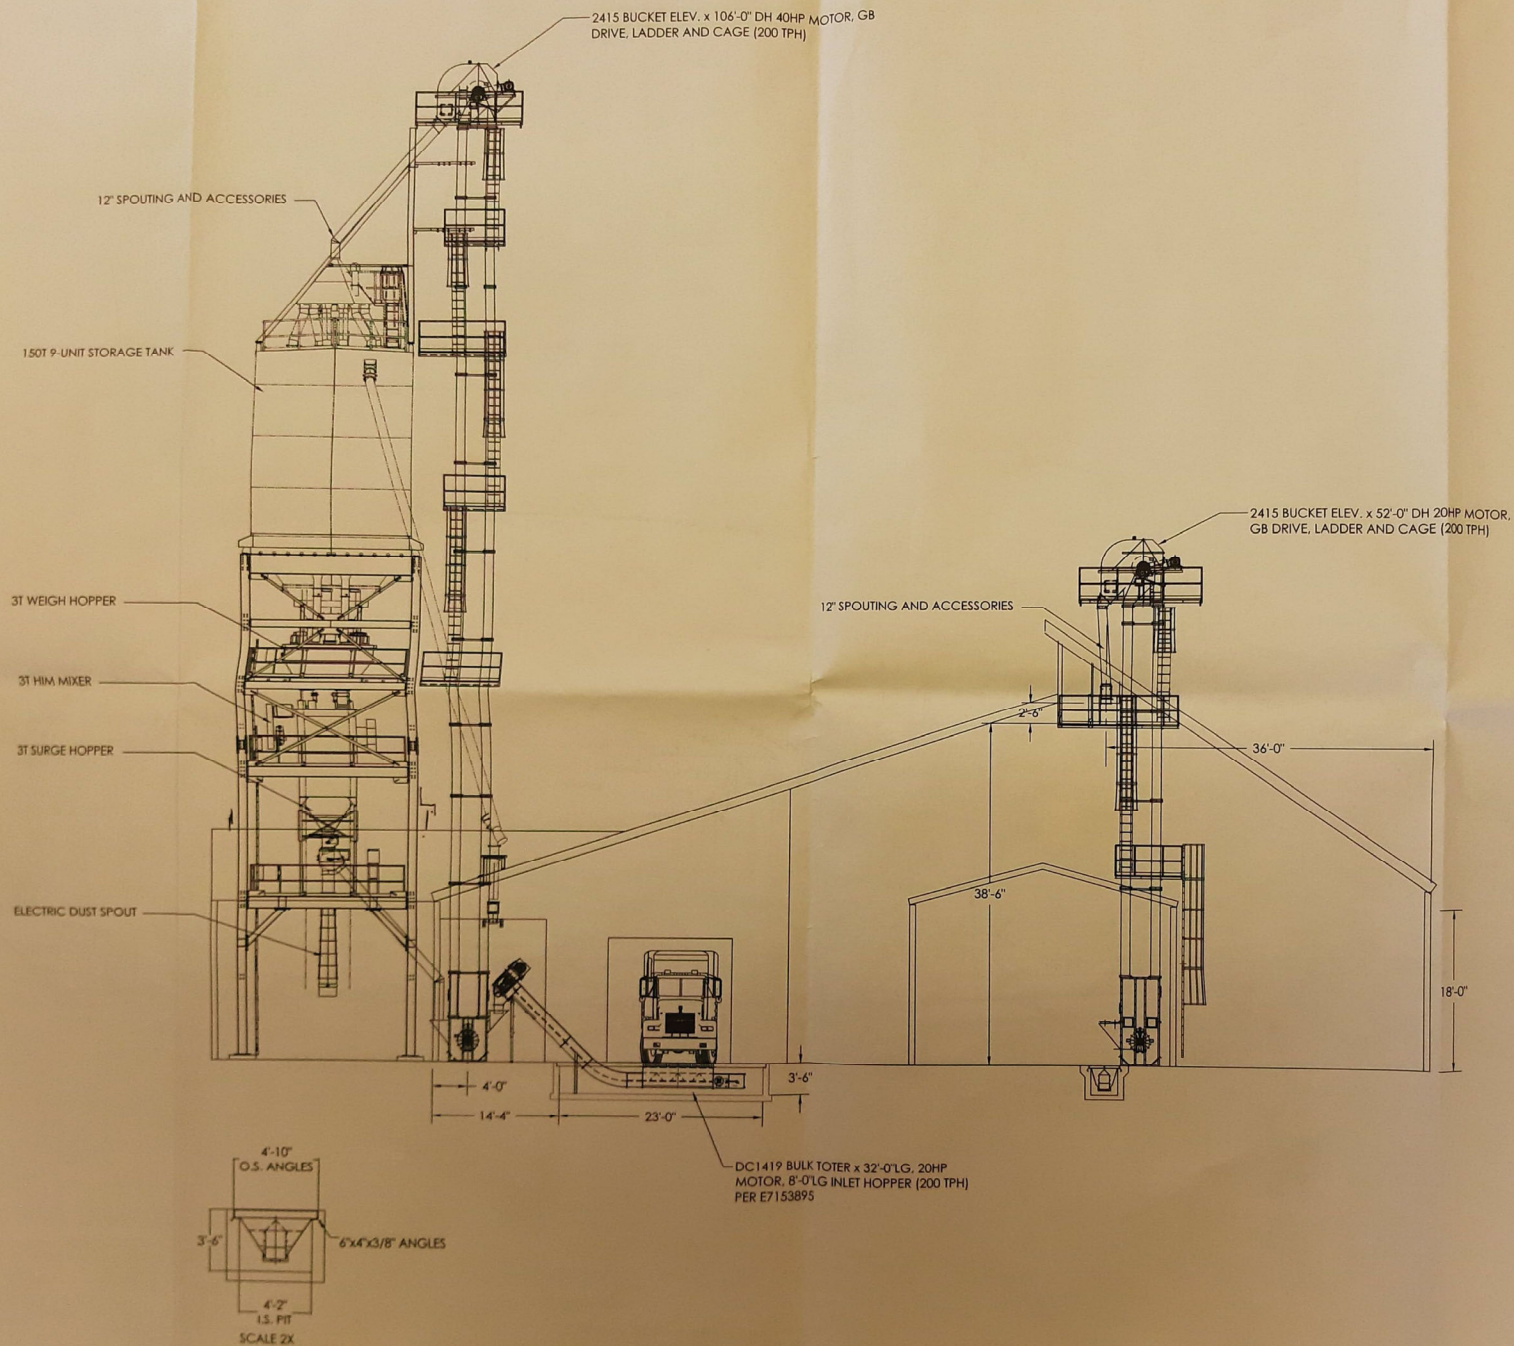 2415 BUCKET ELEV. x 106'-0" DH 40HP MOTOR, GB
DRIVE, LADDER AND CAGE (200 TPH)
12" SPOUTING AND ACCESSORIES
150T 9-UNIT STORAGE TANK
2415 BUCKET ELEV. x 52'-0" DH 20HP MOTOR,
GB DRIVE, LADDER AND CAGE (200 TPH)
3T WEIGH HOPPER
12" SPOUTING AND ACCESSORIES
3T HIM MIXER
2'-6"
3T SURGE HOPPER
36'-0"
38'-6"
ELECTRIC DUST SPOUT
18'-0"
4'-0"
3'-6"
14'-4"
23'-0"
DC1419 BULK TOTER x 32'-0"LG, 20HP
MOTOR, 8'-0"LG INLET HOPPER (200 TPH)
PER E7153895
4'-10"
O.S. ANGLES
3'-6"
6"x4"x3/8" ANGLES
4'-2"
I.S. PIT
SCALE 2X